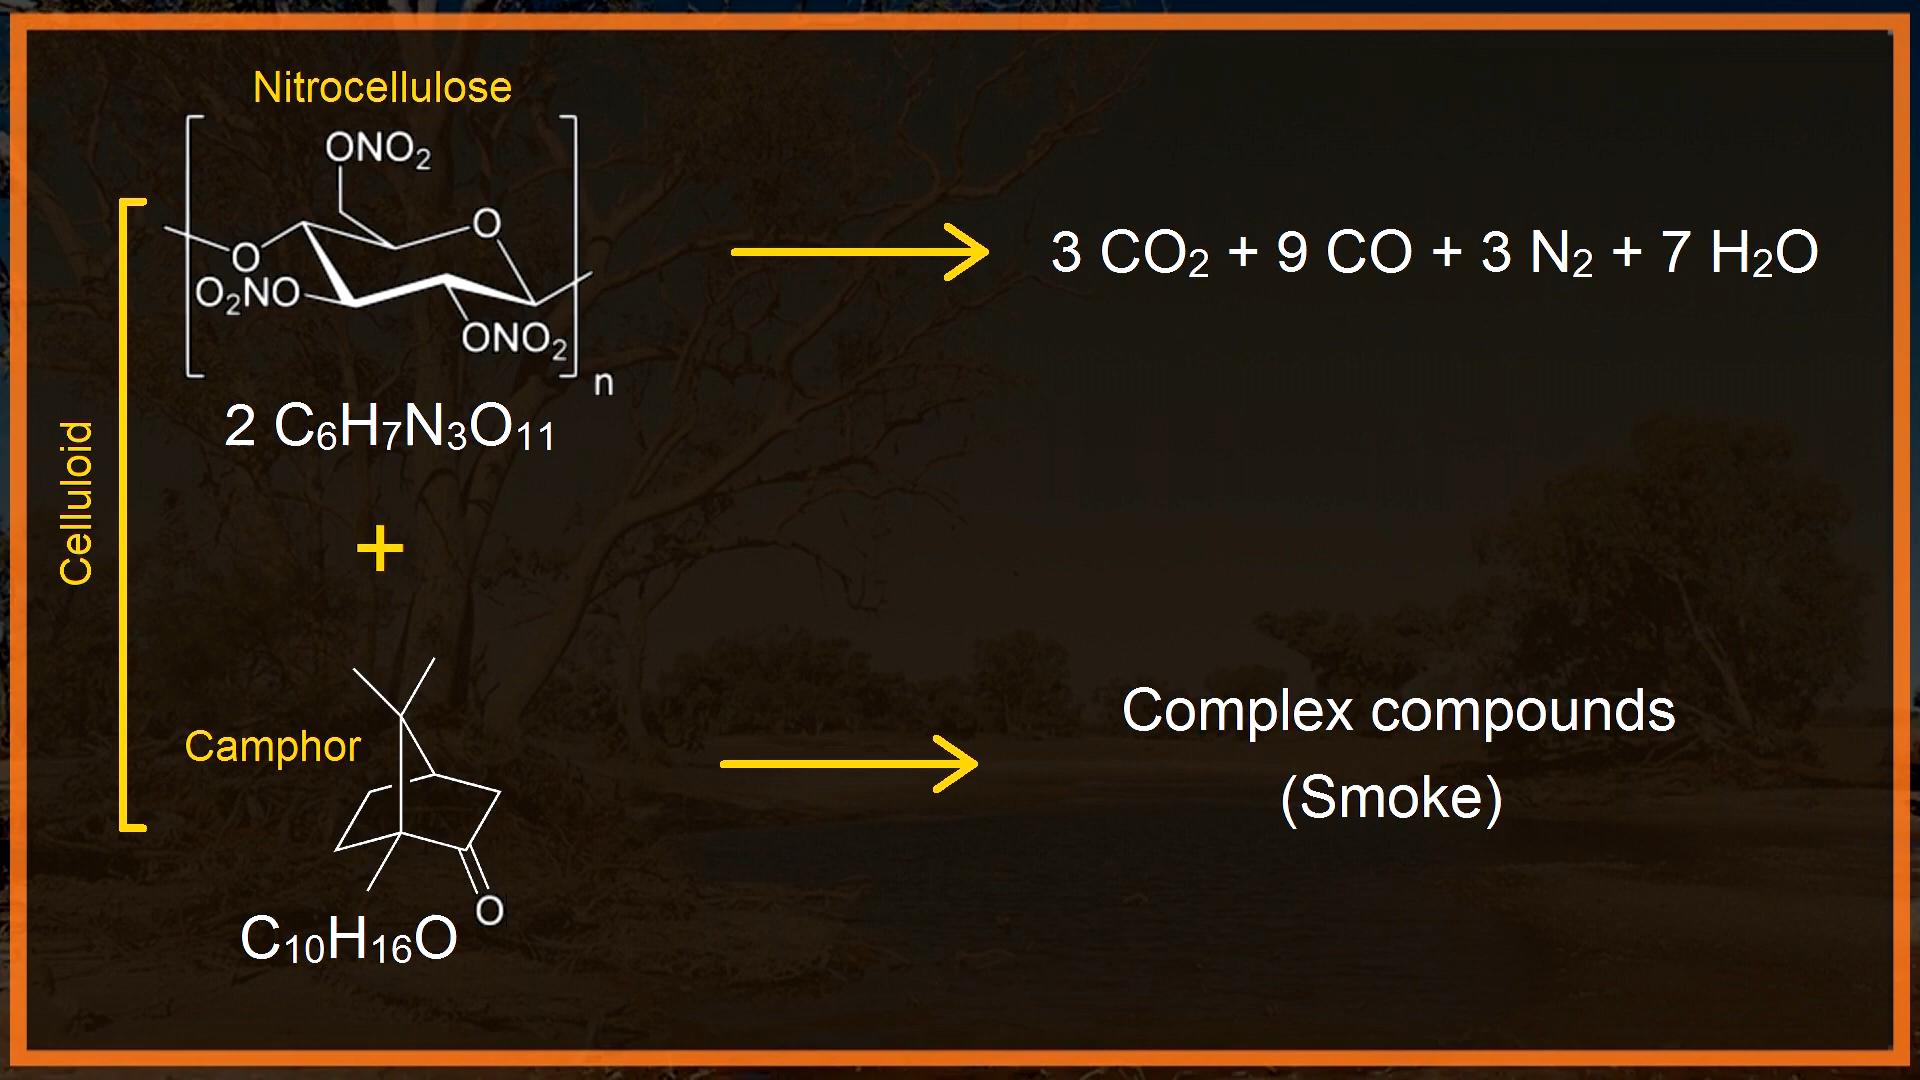 Nitrocellulose
ONO₂
O
O
O₂NO
ONO₂
n
2 C₆H₇N₃O₁₁
3 CO₂ + 9 CO + 3 N₂ + 7 H₂O
Celluloid
+
Camphor
O
C₁₀H₁₆O
Complex compounds
(Smoke)